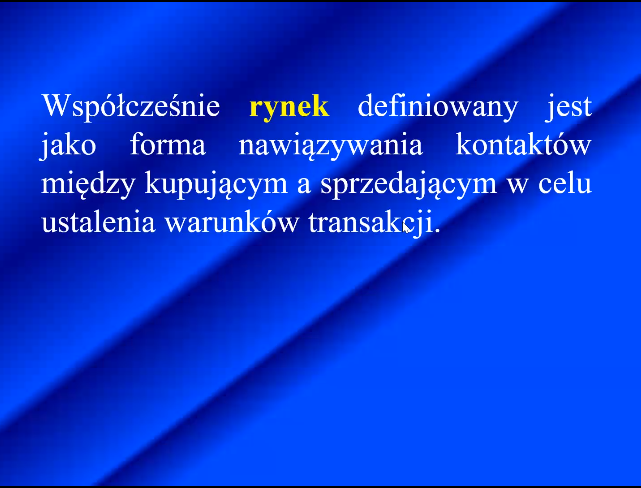 Współcześnie rynek definiowany jest
jako forma nawiązywania kontaktów
między kupującym a sprzedającym w celu
ustalenia warunków transakcji.